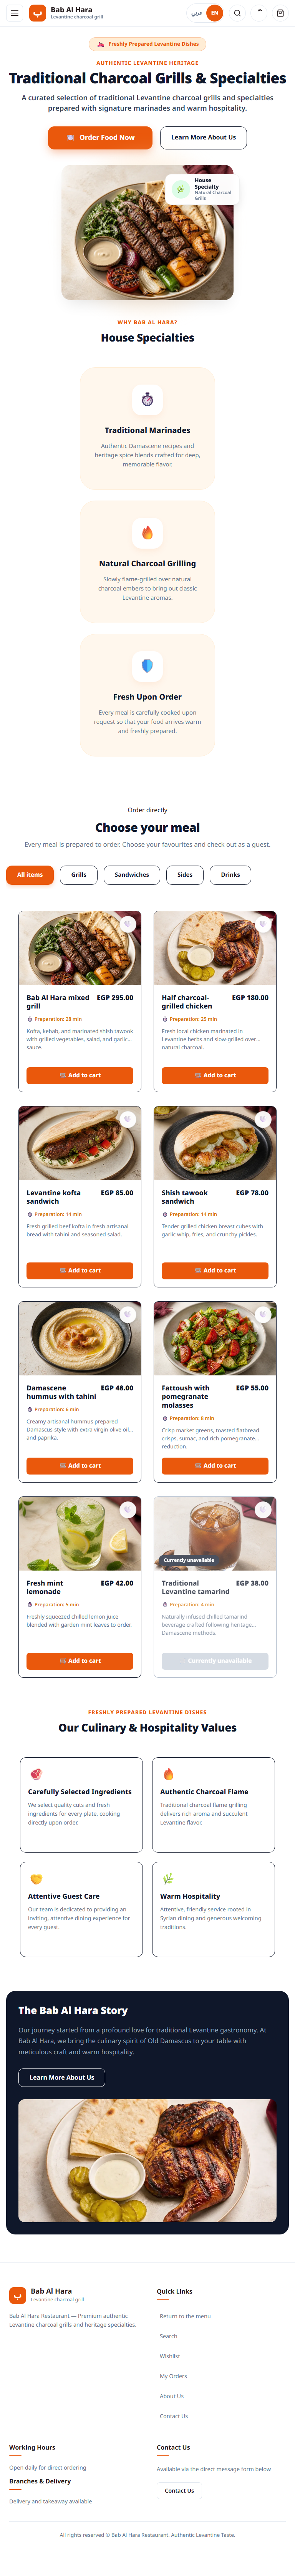 Bab Al Hara
Levantine charcoal grill
عربي
EN
Freshly Prepared Levantine Dishes
AUTHENTIC LEVANTINE HERITAGE
Traditional Charcoal Grills & Specialties
A curated selection of traditional Levantine charcoal grills and specialties
prepared with signature marinades and warm hospitality.
Order Food Now
Learn More About Us
House
Specialty
Natural Charcoal
Grills
WHY BAB AL HARA?
House Specialties
Traditional Marinades
Authentic Damascene recipes and
heritage spice blends crafted for deep,
memorable flavor.
Natural Charcoal Grilling
Slowly flame-grilled over natural
charcoal embers to bring out classic
Levantine aromas.
Fresh Upon Order
Every meal is carefully cooked upon
request so that your food arrives warm
and freshly prepared.
Order directly
Choose your meal
Every meal is prepared to order. Choose your favourites and check out as a guest.
All items
Grills
Sandwiches
Sides
Drinks
Bab Al Hara mixed
grill
EGP 295.00
Preparation: 28 min
Kofta, kebab, and marinated shish tawook
with grilled vegetables, salad, and garlic...
sauce.
Add to cart
Half charcoal-
grilled chicken
EGP 180.00
Preparation: 25 min
Fresh local chicken marinated in
Levantine herbs and slow-grilled over...
natural charcoal.
Add to cart
Levantine kofta
sandwich
EGP 85.00
Preparation: 14 min
Fresh grilled beef kofta in fresh artisanal
bread with tahini and seasoned salad.
Add to cart
Shish tawook
sandwich
EGP 78.00
Preparation: 14 min
Tender grilled chicken breast cubes with
garlic whip, fries, and crunchy pickles.
Add to cart
Damascene
hummus with tahini
EGP 48.00
Preparation: 6 min
Creamy artisanal hummus prepared
Damascus-style with extra virgin olive oil...
and paprika.
Add to cart
Fattoush with
pomegranate
molasses
EGP 55.00
Preparation: 8 min
Crisp market greens, toasted flatbread
crisps, sumac, and rich pomegranate...
reduction.
Add to cart
Fresh mint
lemonade
EGP 42.00
Preparation: 5 min
Freshly squeezed chilled lemon juice
blended with garden mint leaves to order.
Add to cart
Currently unavailable
Traditional
Levantine tamarind
EGP 38.00
Preparation: 4 min
Naturally infused chilled tamarind
beverage crafted following heritage...
Damascene methods.
Currently unavailable
FRESHLY PREPARED LEVANTINE DISHES
Our Culinary & Hospitality Values
Carefully Selected Ingredients
We select quality cuts and fresh
ingredients for every plate, cooking
directly upon order.
Authentic Charcoal Flame
Traditional charcoal flame grilling
delivers rich aroma and succulent
Levantine flavor.
Attentive Guest Care
Our team is dedicated to providing an
inviting, attentive dining experience for
every guest.
Warm Hospitality
Attentive, friendly service rooted in
Syrian dining and generous welcoming
traditions.
The Bab Al Hara Story
Our journey started from a profound love for traditional Levantine gastronomy. At
Bab Al Hara, we bring the culinary spirit of Old Damascus to your table with
meticulous craft and warm hospitality.
Learn More About Us
Bab Al Hara
Levantine charcoal grill
Bab Al Hara Restaurant — Premium authentic
Levantine charcoal grills and heritage specialties.
Quick Links
Return to the menu
Search
Wishlist
My Orders
About Us
Contact Us
Working Hours
Open daily for direct ordering
Branches & Delivery
Delivery and takeaway available
Contact Us
Available via the direct message form below
Contact Us
All rights reserved © Bab Al Hara Restaurant. Authentic Levantine Taste.